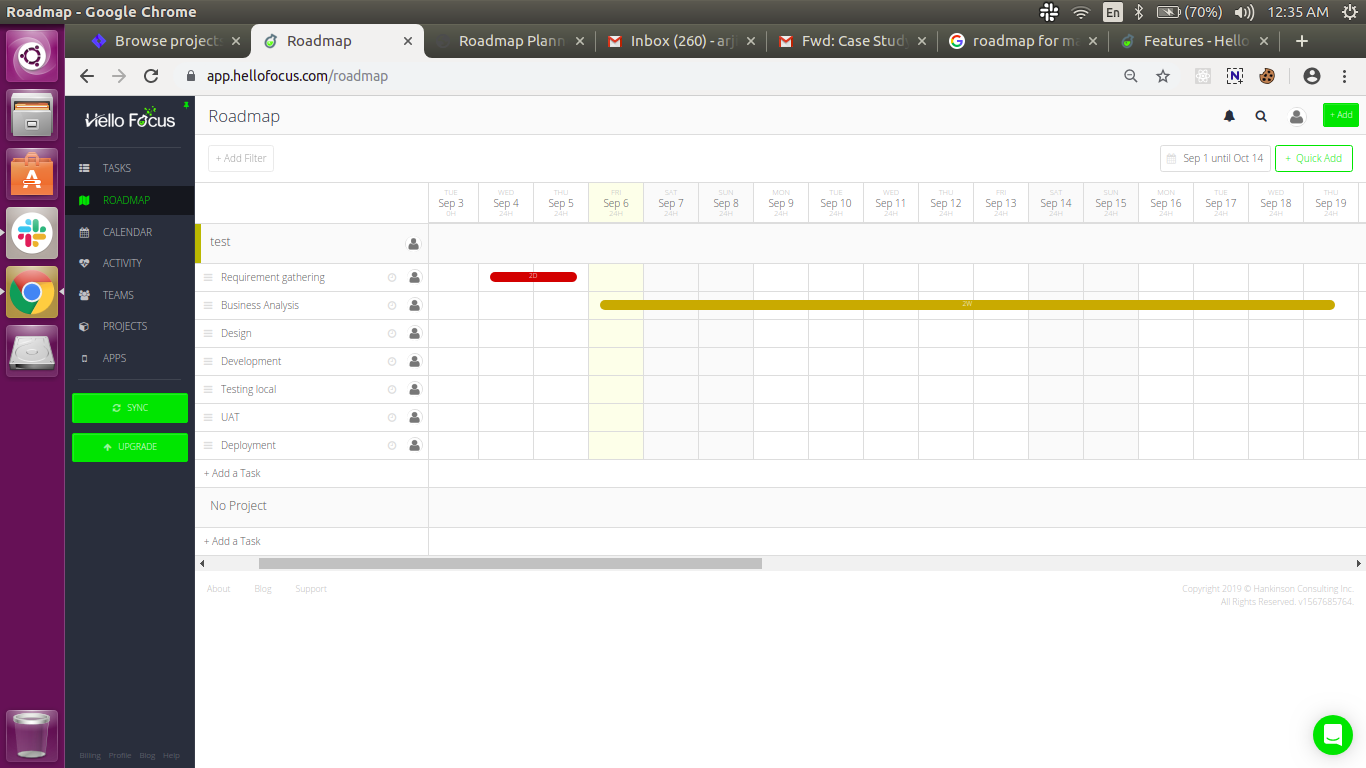 Roadmap - Google Chrome
En
(70%)
12:35 AM
Browse project
Roadmap
Roadmap Plann
Inbox (260) - arj
Fwd: Case Study
roadmap for ma
Features - Hello
app.hellofocus.com/roadmap
Hello Focus
Roadmap
+ Add
+ Add Filter
Sep 1 until Oct 14
+ Quick Add
TASKS
ROADMAP
CALENDAR
ACTIVITY
TEAMS
PROJECTS
APPS
SYNC
UPGRADE
TUE WED THU FRI SAT SUN MON TUE WED THU FRI SAT SUN MON TUE WED THU
Sep 3 Sep 4 Sep 5 Sep 6 Sep 7 Sep 8 Sep 9 Sep 10 Sep 11 Sep 12 Sep 13 Sep 14 Sep 15 Sep 16 Sep 17 Sep 18 Sep 19
24H 24H 24H 24H 24H 24H 24H 24H 24H 24H 24H 24H 24H 24H 24H 24H
test
Requirement gathering
2D
Business Analysis
2W
Design
Development
Testing local
UAT
Deployment
+ Add a Task
No Project
+ Add a Task
About Blog Support
Copyright 2019 © Hankinson Consulting Inc.
All Rights Reserved. v1567685764.
Billing Profile Blog Help